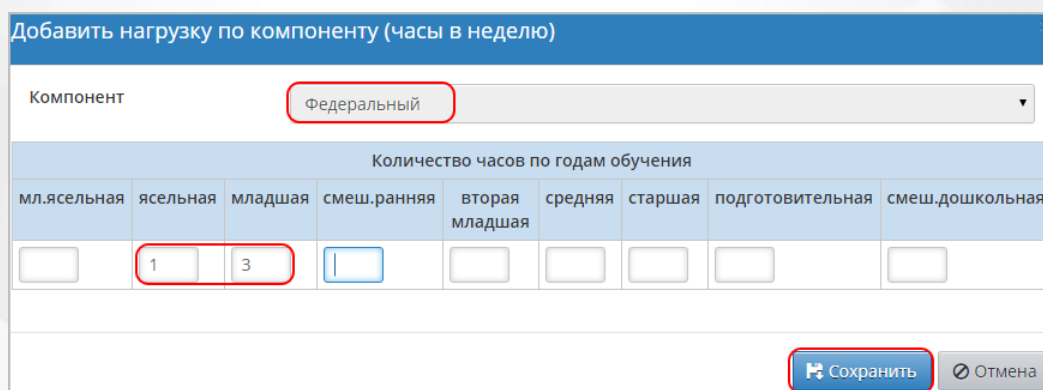 Добавить нагрузку по компоненту (часы в неделю)
Компонент
Федеральный
Количество часов по годам обучения
мл.ясельная ясельная младшая смеш.ранняя вторая младшая средняя старшая подготовительная смеш.дошкольная
1 3
Сохранить Отмена